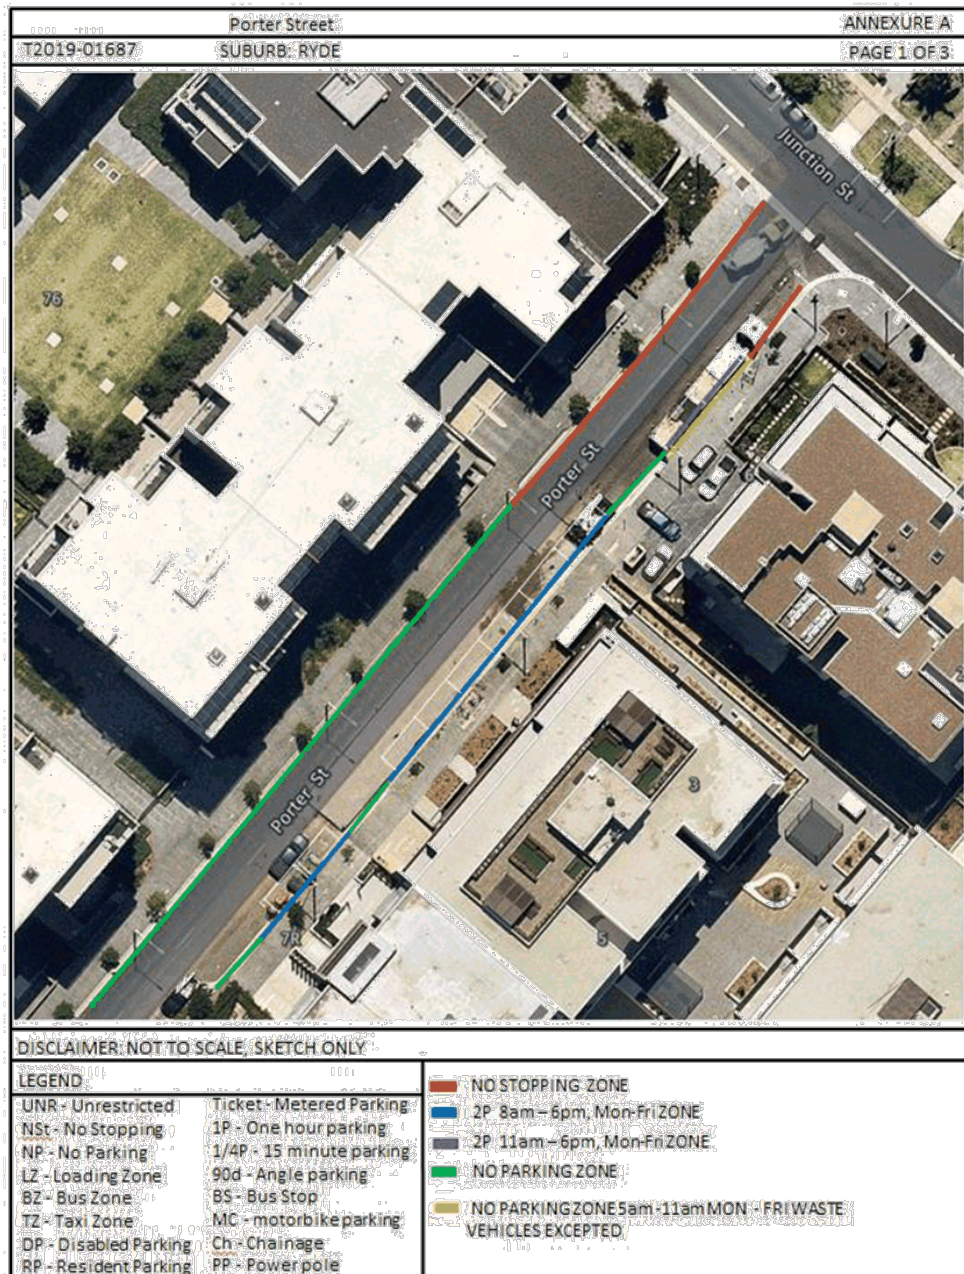 Porter Street
ANNEXURE A
T2019-01687
SUBURB: RYDE
PAGE 1 OF 3
Junction St
76
Porter St
6
Porter St
3
5
7R
DISCLAIMER: NOT TO SCALE, SKETCH ONLY
LEGEND
UNR - Unrestricted
NSt - No Stopping
NP - No Parking
LZ - Loading Zone
BZ - Bus Zone
TZ - Taxi Zone
DP - Disabled Parking
RP - Resident Parking
Ticket - Metered Parking
1P - One hour parking
1/4P - 15 minute parking
90d - Angle parking
BS - Bus Stop
MC - motorbike parking
Ch - Chainage
PP - Power pole
NO STOPPING ZONE
2P 8am – 6pm, Mon-Fri ZONE
2P 11am – 6pm, Mon-Fri ZONE
NO PARKING ZONE
NO PARKING ZONE 5am -11am MON - FRI WASTE
VEHICLES EXCEPTED